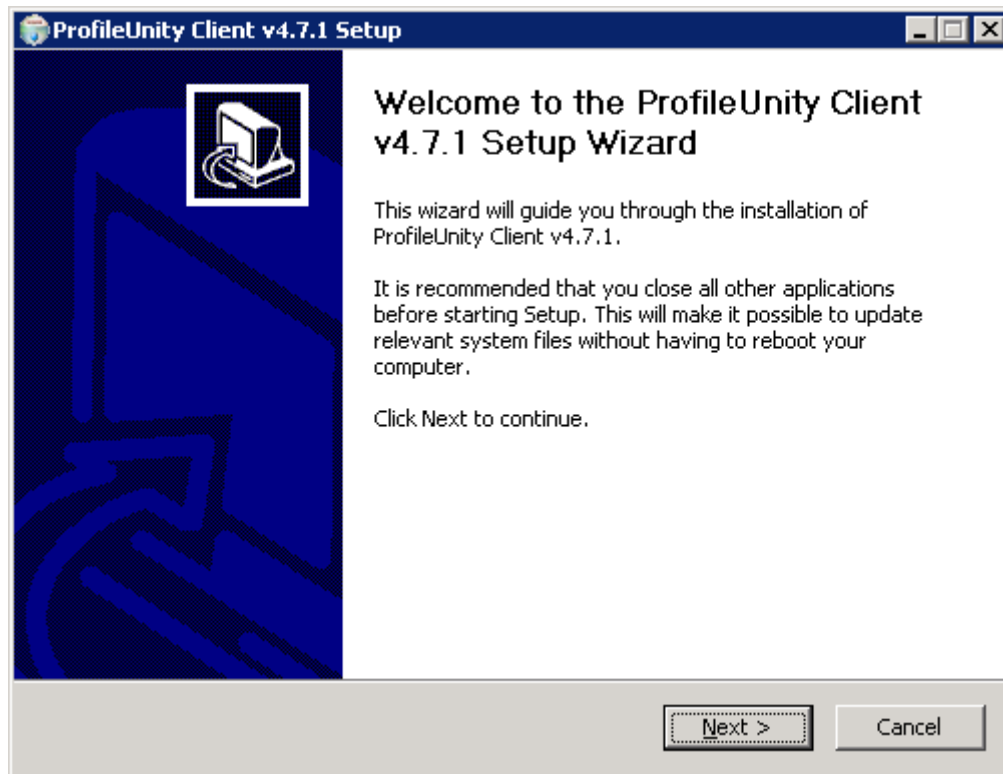 ProfileUnity Client v4.7.1 Setup
Welcome to the ProfileUnity Client
v4.7.1 Setup Wizard
This wizard will guide you through the installation of
ProfileUnity Client v4.7.1.
It is recommended that you close all other applications
before starting Setup. This will make it possible to update
relevant system files without having to reboot your
computer.
Click Next to continue.
Next >
Cancel